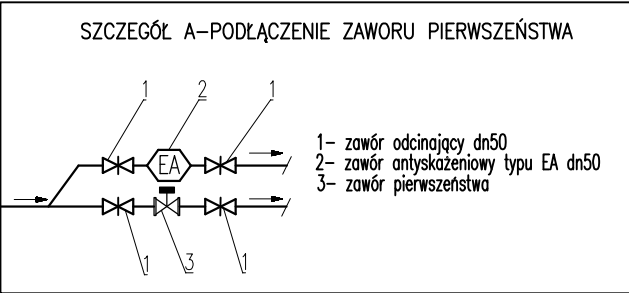 SZCZEGÓŁ A-PODŁĄCZENIE ZAWORU PIERWSZEŃSTWA
1 2 1
EA
1- zawór odcinający dn50
2- zawór antyskażeniowy typu EA dn50
3- zawór pierwszeństwa
1 3 1